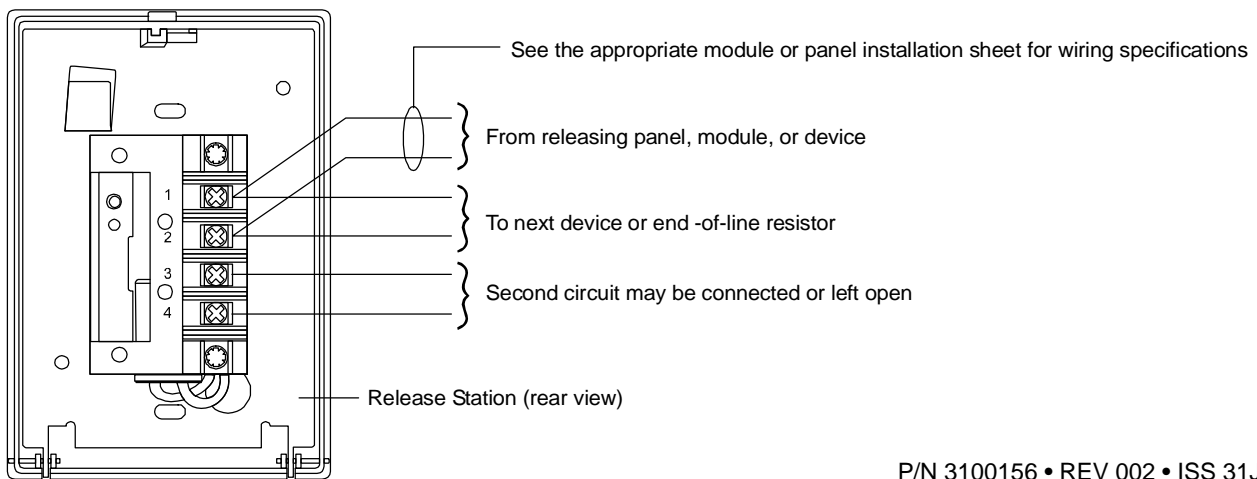 See the appropriate module or panel installation sheet for wiring specifications
From releasing panel, module, or device
1
To next device or end -of-line resistor
2
3
Second circuit may be connected or left open
4
Release Station (rear view)
P/N 3100156 • REV 002 • ISS 31J